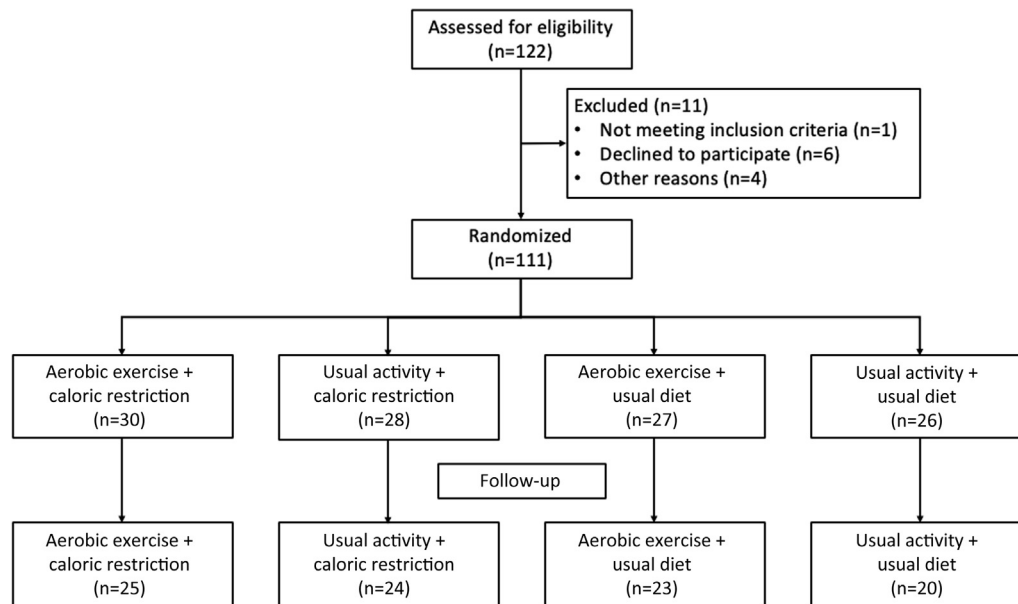 Assessed for eligibility
(n=122)
Excluded (n=11)
• Not meeting inclusion criteria (n=1)
• Declined to participate (n=6)
• Other reasons (n=4)
Randomized
(n=111)
Aerobic exercise +
caloric restriction
(n=30)
Usual activity +
caloric restriction
(n=28)
Aerobic exercise +
usual diet
(n=27)
Usual activity +
usual diet
(n=26)
Follow-up
Aerobic exercise +
caloric restriction
(n=25)
Usual activity +
caloric restriction
(n=24)
Aerobic exercise +
usual diet
(n=23)
Usual activity +
usual diet
(n=20)